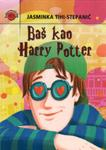 JASMINKA TIHI-STEPANIĆ
Baš kao
Harry Potter